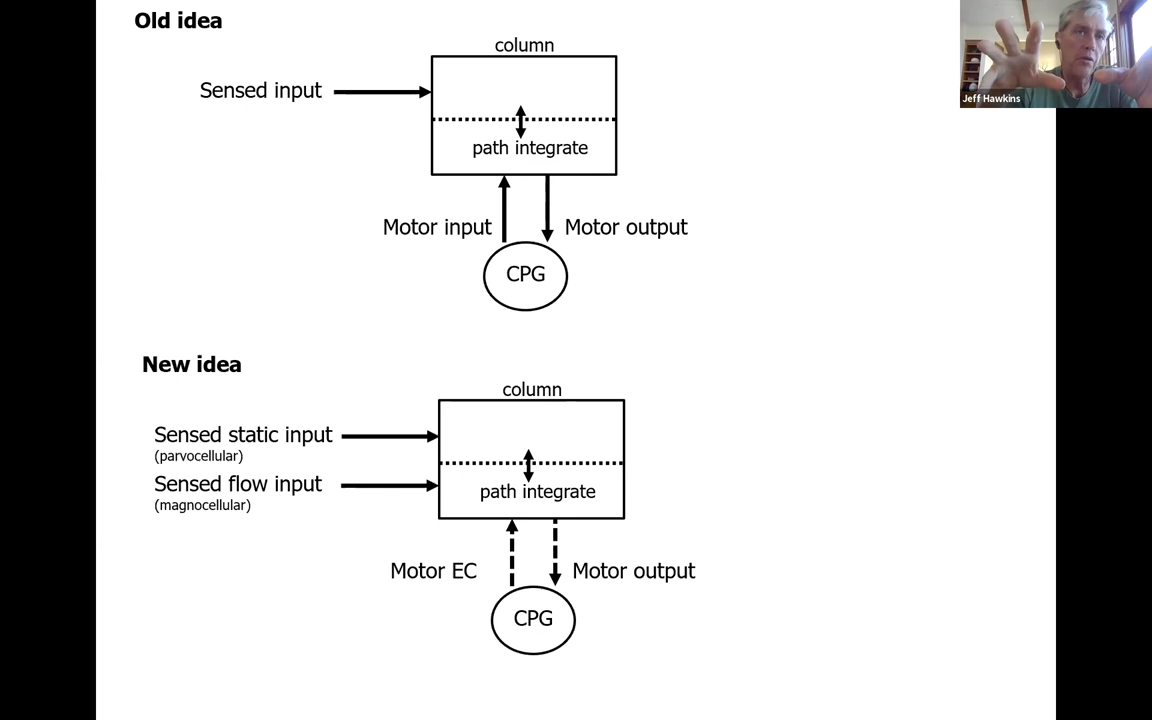 Old idea
column
Sensed input
path integrate
Motor input
Motor output
CPG
Jeff Hawkins
New idea
column
Sensed static input
(parvocellular)
Sensed flow input
(magnocellular)
path integrate
Motor EC
Motor output
CPG